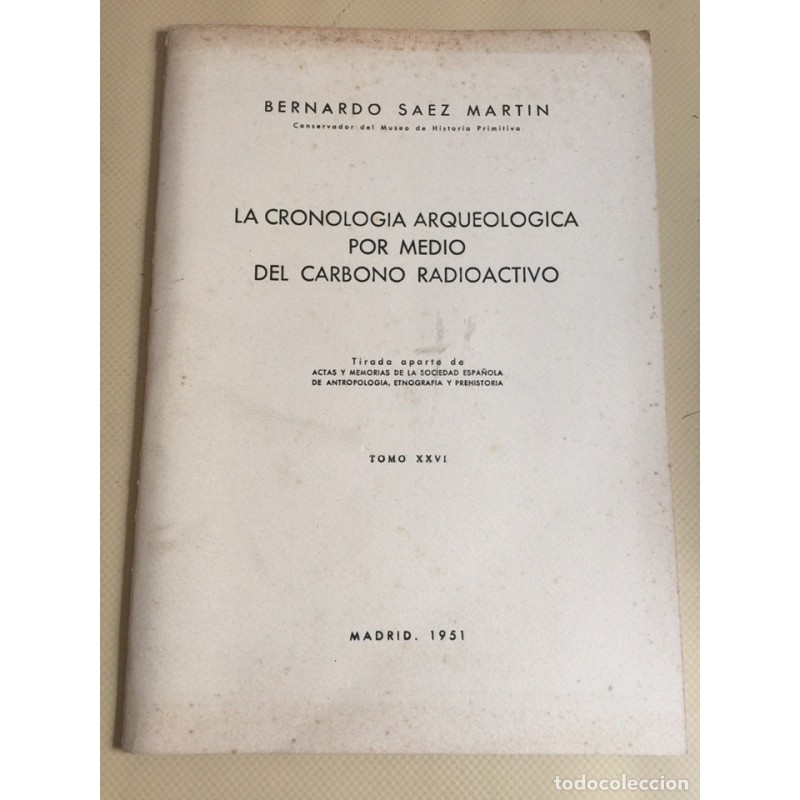 BERNARDO SAEZ MARTIN
Conservador del Museo de Historia Primitiva
LA CRONOLOGIA ARQUEOLOGICA
POR MEDIO
DEL CARBONO RADIOACTIVO
Tirada aparte de
ACTAS Y MEMORIAS DE LA SOCIEDAD ESPAÑOLA
DE ANTROPOLOGIA, ETNOGRAFIA Y PREHISTORIA
TOMO XXVI
MADRID. 1951
todocoleccion